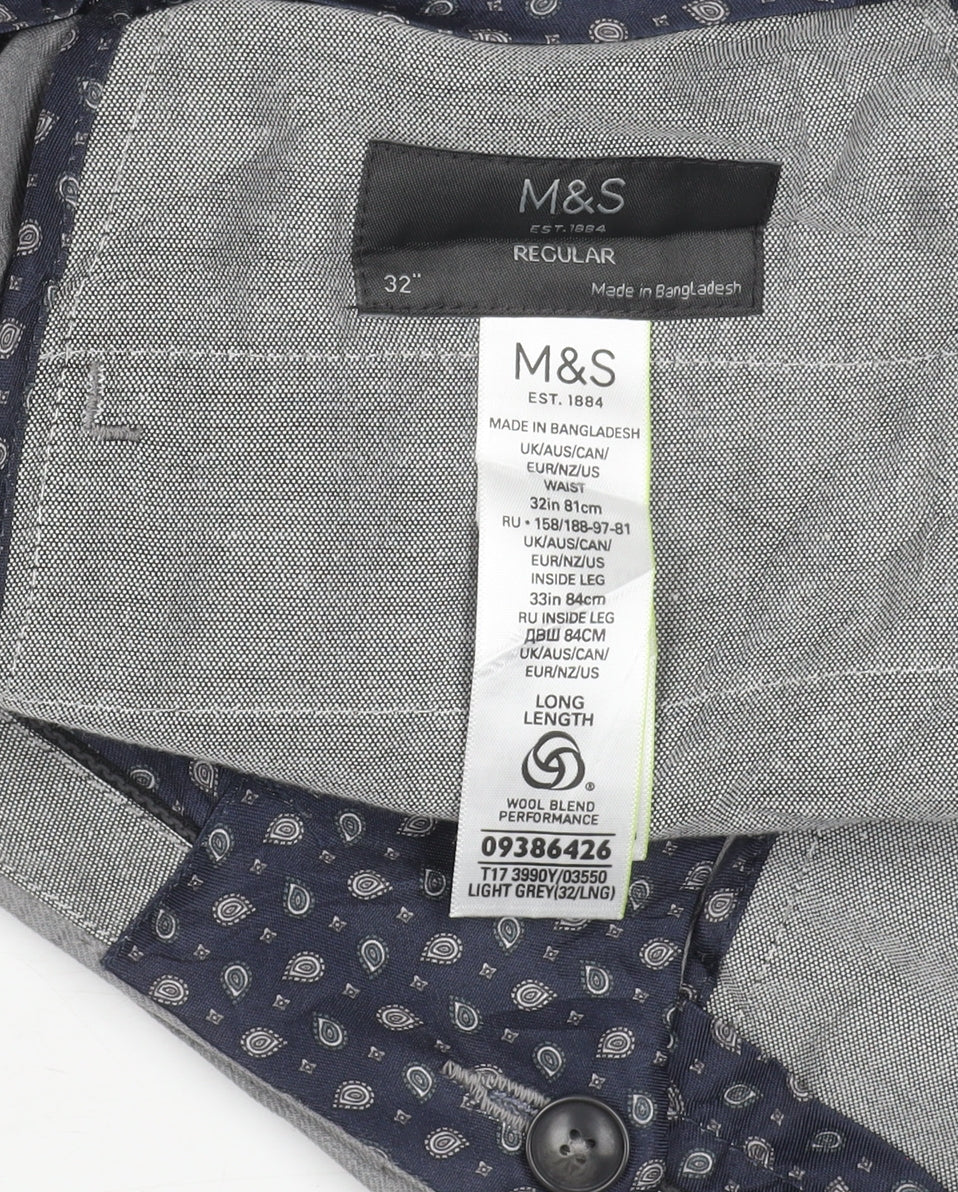 M&S
EST.1884
REGULAR
32"
Made in Bangladesh
M&S
EST. 1884
MADE IN BANGLADESH
UK/AUS/CAN/
EUR/NZ/US
WAIST
32in 81cm
RU • 158/188-97-81
UK/AUS/CAN/
EUR/NZ/US
INSIDE LEG
33in 84cm
RU INSIDE LEG
ДВШ 84СМ
UK/AUS/CAN/
EUR/NZ/US
LONG
LENGTH
®
WOOL BLEND
PERFORMANCE
09386426
T17 3990Y/03550
LIGHT GREY(32/LNG)